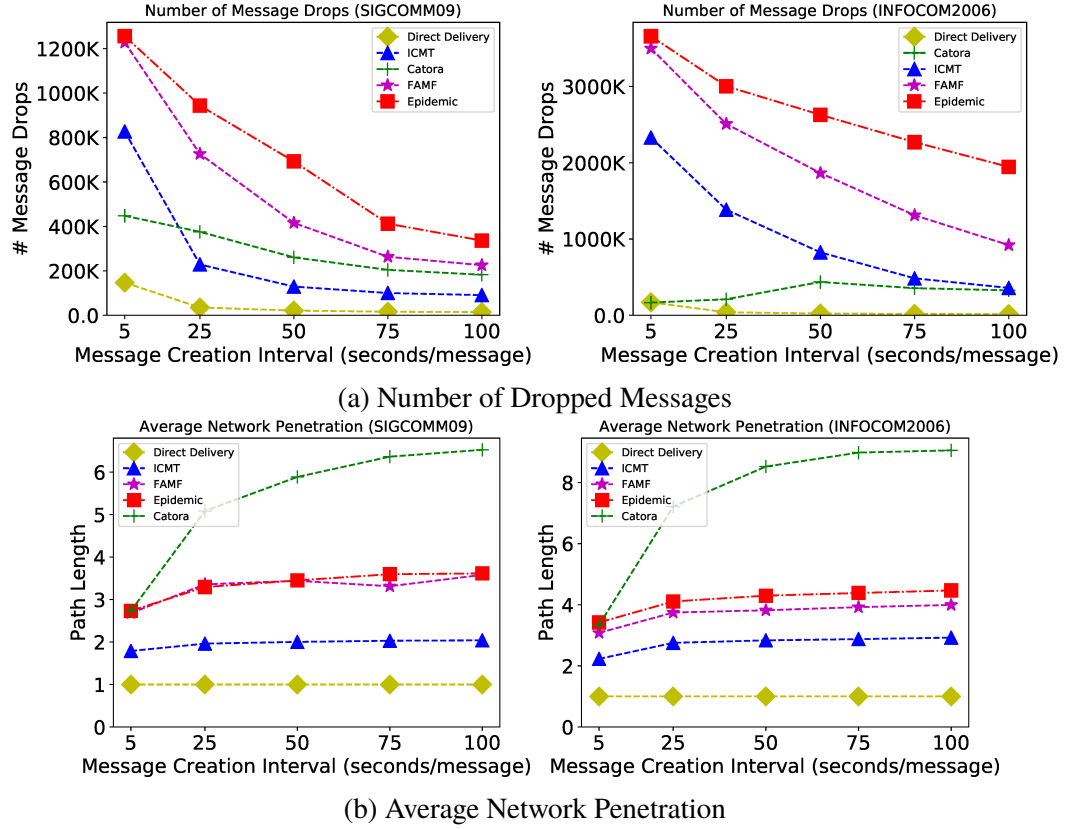 Number of Message Drops (SIGCOMM09)
# Message Drops
1200K
1000K
800K
600K
400K
200K
0.0
Direct Delivery
ICMT
Catora
FAMF
Epidemic
5 25 50 75 100
Message Creation Interval (seconds/message)
Number of Message Drops (INFOCOM2006)
# Message Drops
3000K
2000K
1000K
0.0
Direct Delivery
Catora
ICMT
FAMF
Epidemic
5 25 50 75 100
Message Creation Interval (seconds/message)
(a) Number of Dropped Messages
Average Network Penetration (SIGCOMM09)
Path Length
6
5
4
3
2
1
0
Direct Delivery
ICMT
FAMF
Epidemic
Catora
5 25 50 75 100
Message Creation Interval (seconds/message)
Average Network Penetration (INFOCOM2006)
Path Length
8
6
4
2
0
Direct Delivery
ICMT
FAMF
Epidemic
Catora
5 25 50 75 100
Message Creation Interval (seconds/message)
(b) Average Network Penetration